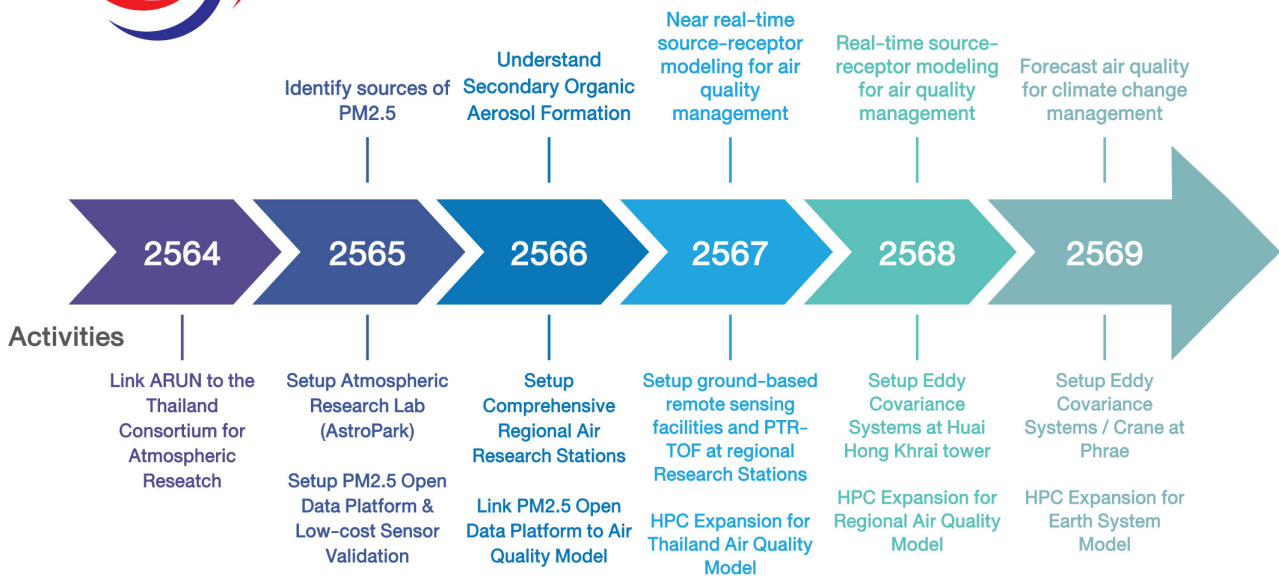 Identify sources of
PM2.5
Understand
Secondary Organic
Aerosol Formation
Near real-time
source-receptor
modeling for air
quality
management
Real-time source-
receptor modeling
for air quality
management
Forecast air quality
for climate change
management
2564
2565
2566
2567
2568
2569
Activities
Link ARUN to the
Thailand
Consortium for
Atmospheric
Reseatch
Setup Atmospheric
Research Lab
(AstroPark)
Setup PM2.5 Open
Data Platform &
Low-cost Sensor
Validation
Setup
Comprehensive
Regional Air
Research Stations
Link PM2.5 Open
Data Platform to Air
Quality Model
Setup ground-based
remote sensing
facilities and PTR-
TOF at regional
Research Stations
HPC Expansion for
Thailand Air Quality
Model
Setup Eddy
Covariance
Systems at Huai
Hong Khrai tower
HPC Expansion for
Regional Air Quality
Model
Setup Eddy
Covariance
Systems / Crane at
Phrae
HPC Expansion for
Earth System
Model